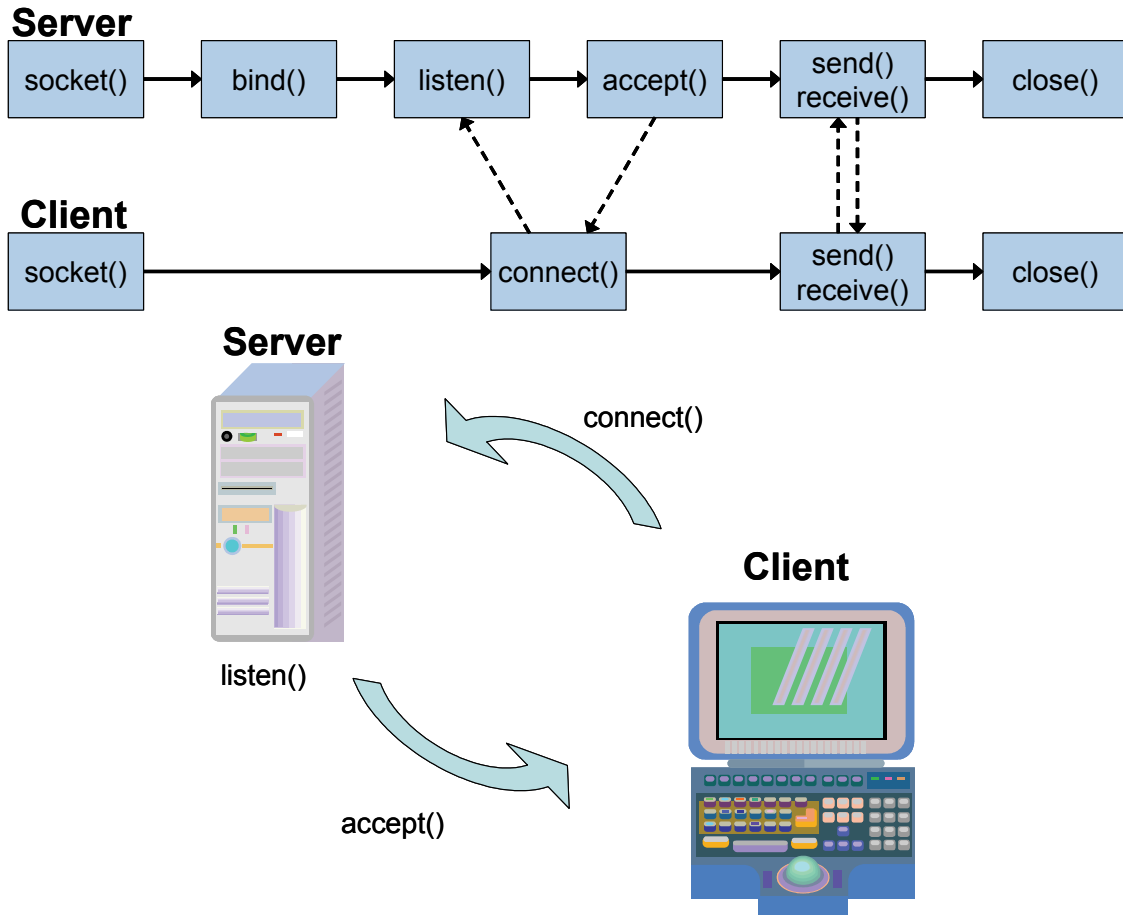 Server
socket()
bind()
listen()
accept()
send()
receive()
close()
Client
socket()
connect()
send()
receive()
close()
Server
connect()
Client
listen()
accept()